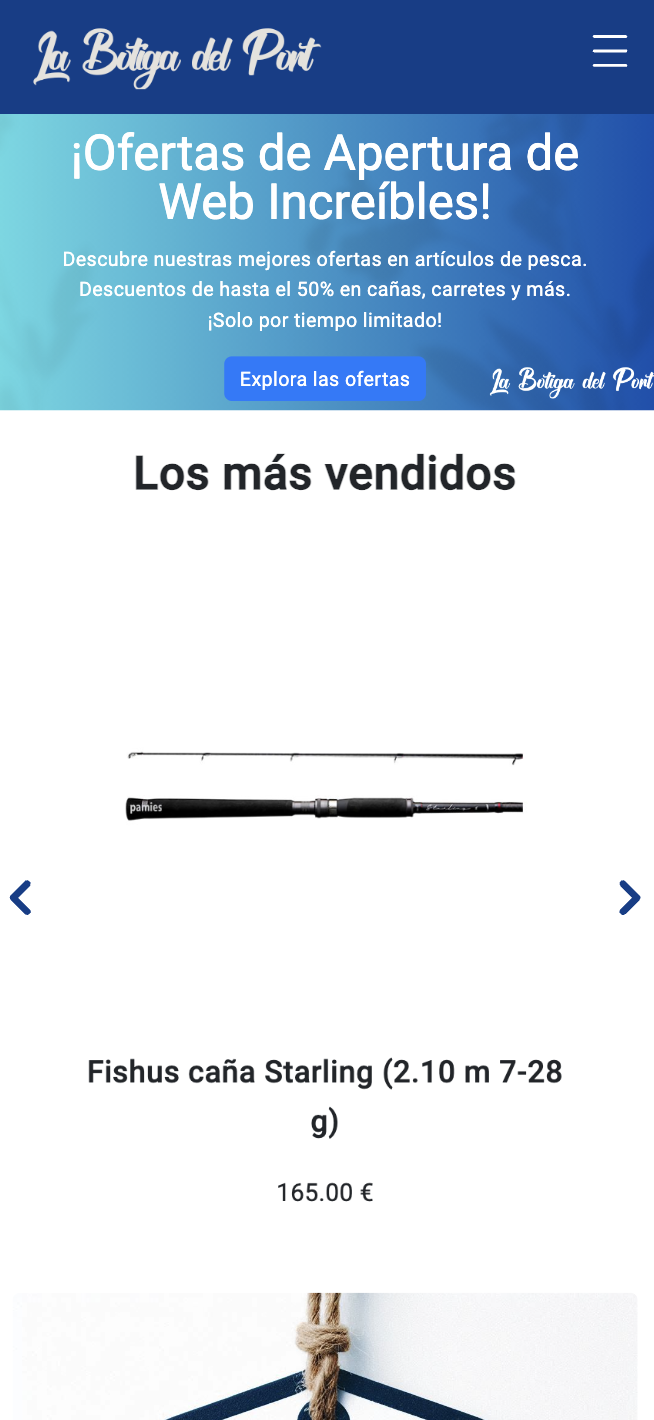 La Botiga del Port
¡Ofertas de Apertura de
Web Increíbles!
Descubre nuestras mejores ofertas en artículos de pesca.
Descuentos de hasta el 50% en cañas, carretes y más.
¡Solo por tiempo limitado!
Explora las ofertas
La Botiga del Port
Los más vendidos
pamies
Starling
Fishus caña Starling (2.10 m 7-28
g)
165.00 €